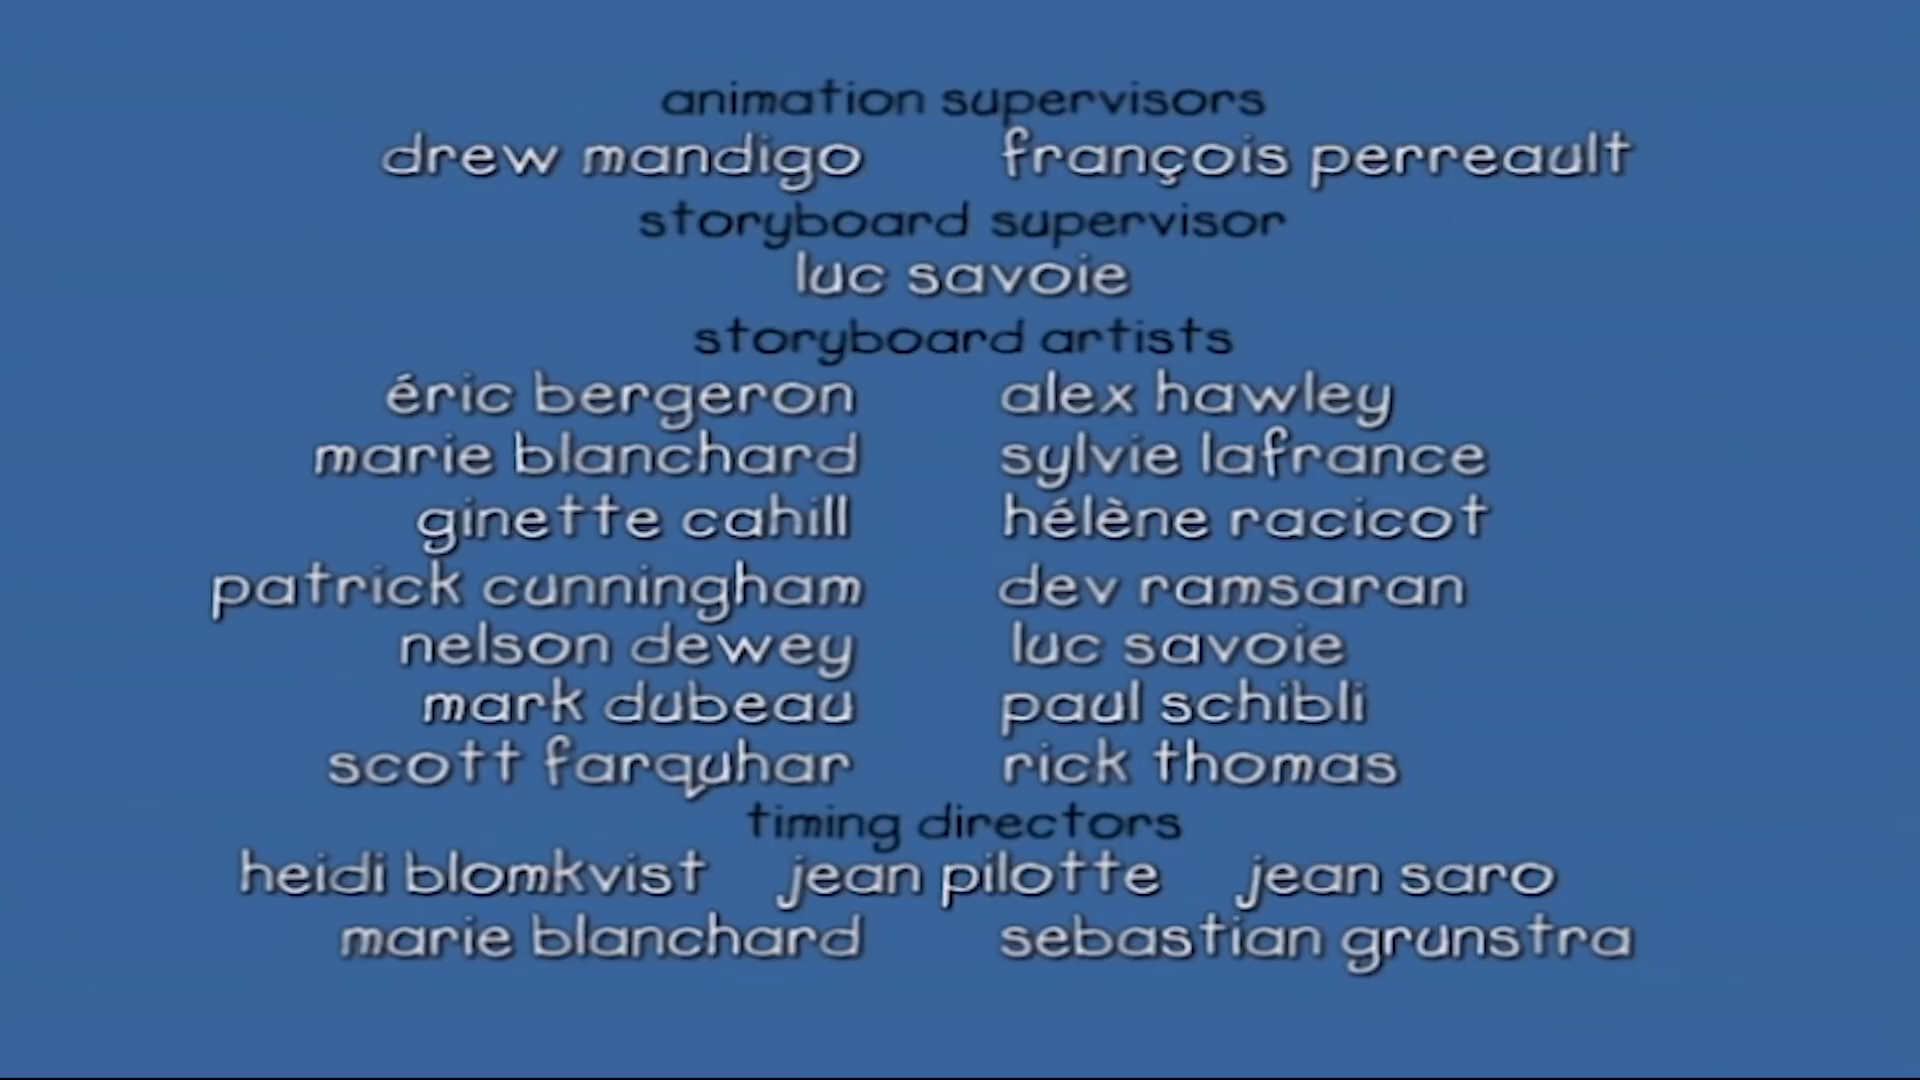 animation supervisors
drew mandigo françois perreault
storyboard supervisor
luc savoie
storyboard artists
éric bergeron alex hawley
marie blanchard sylvie lafrance
ginette cahill hélène racicot
patrick cunningham dev ramsaran
nelson dewey luc savoie
mark dubeau paul schibli
scott farquhar rick thomas
timing directors
heidi blomkvist jean pilotte jean saro
marie blanchard sebastian grunstra